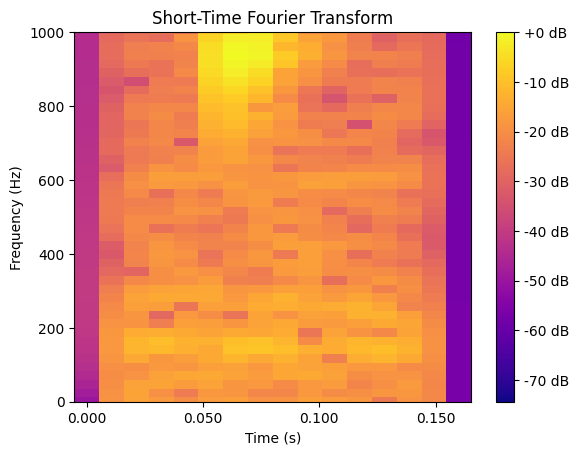 Short-Time Fourier Transform
1000
800
600
400
200
0
Frequency (Hz)
0.000
0.050
0.100
0.150
Time (s)
+0 dB
-10 dB
-20 dB
-30 dB
-40 dB
-50 dB
-60 dB
-70 dB